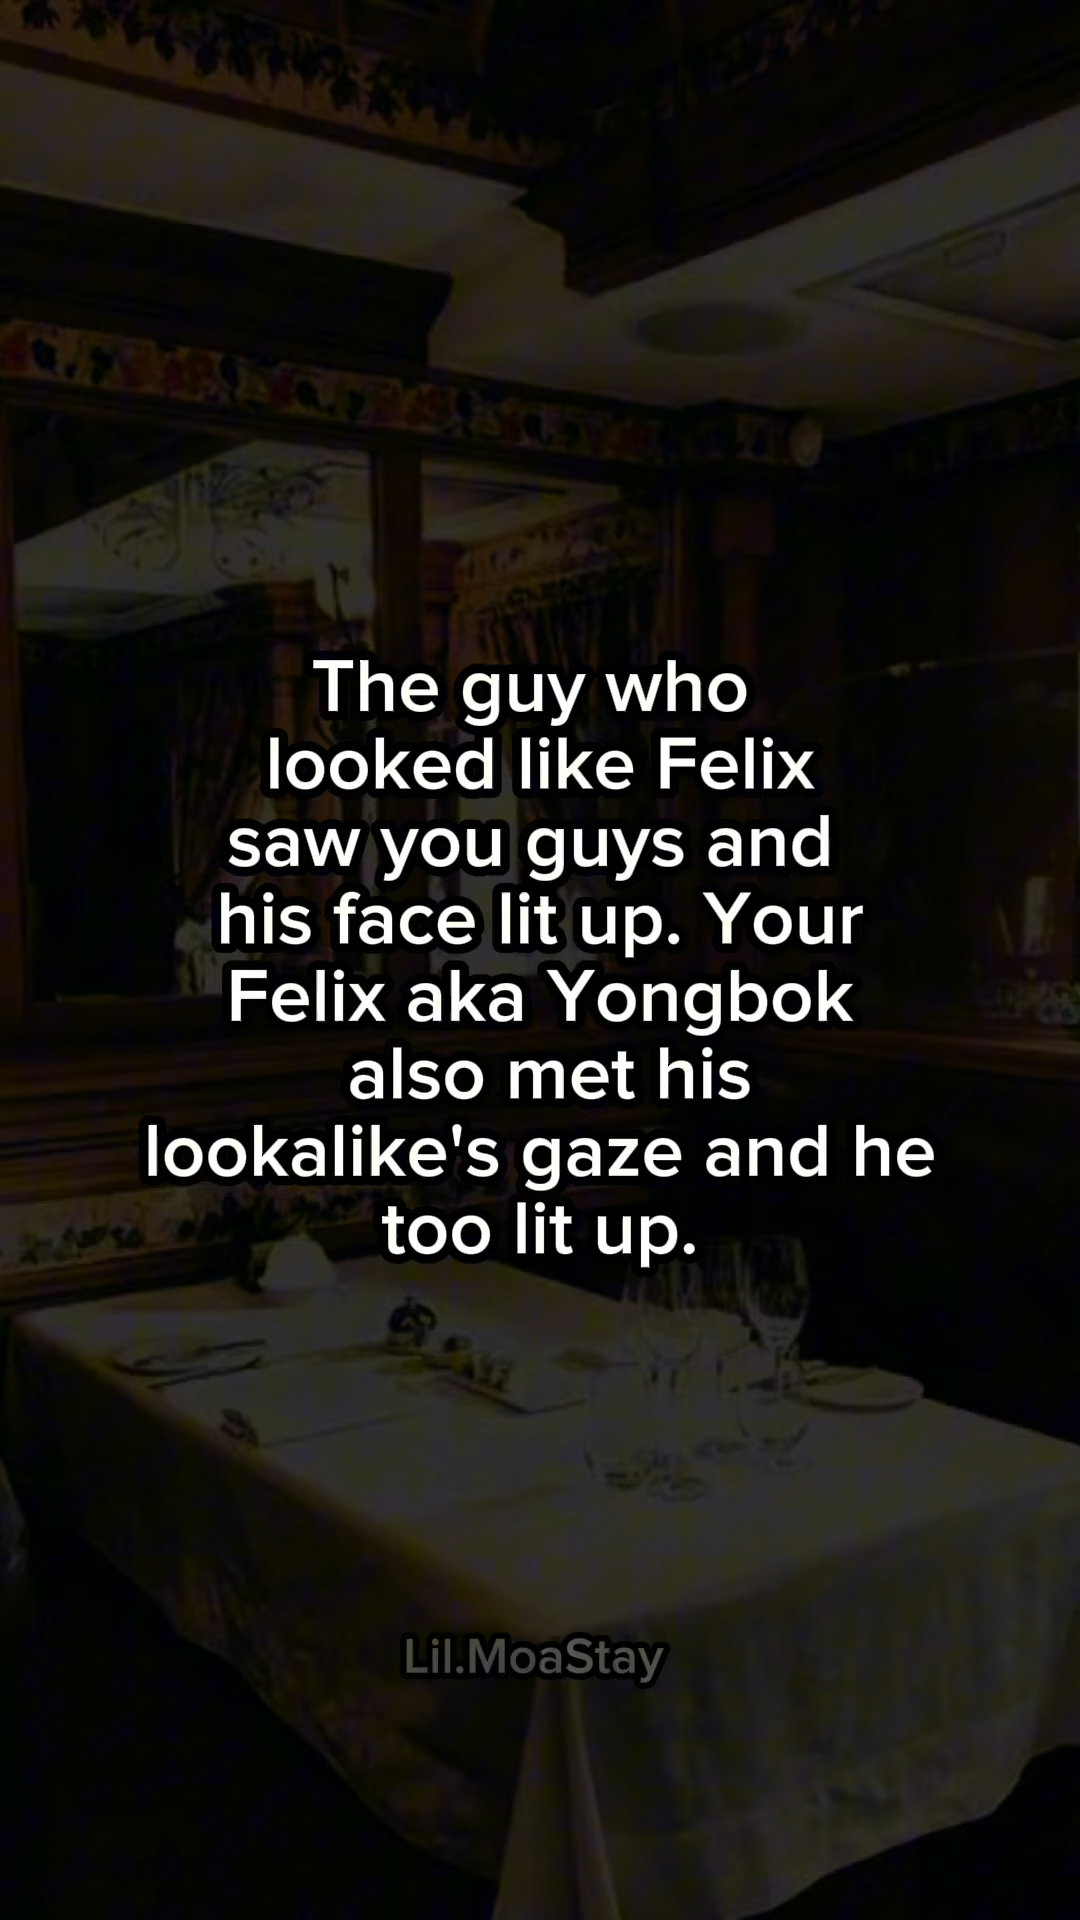 The guy who
looked like Felix
saw you guys and
his face lit up. Your
Felix aka Yongbok
also met his
lookalike's gaze and he
too lit up.
Lil.MoaStay